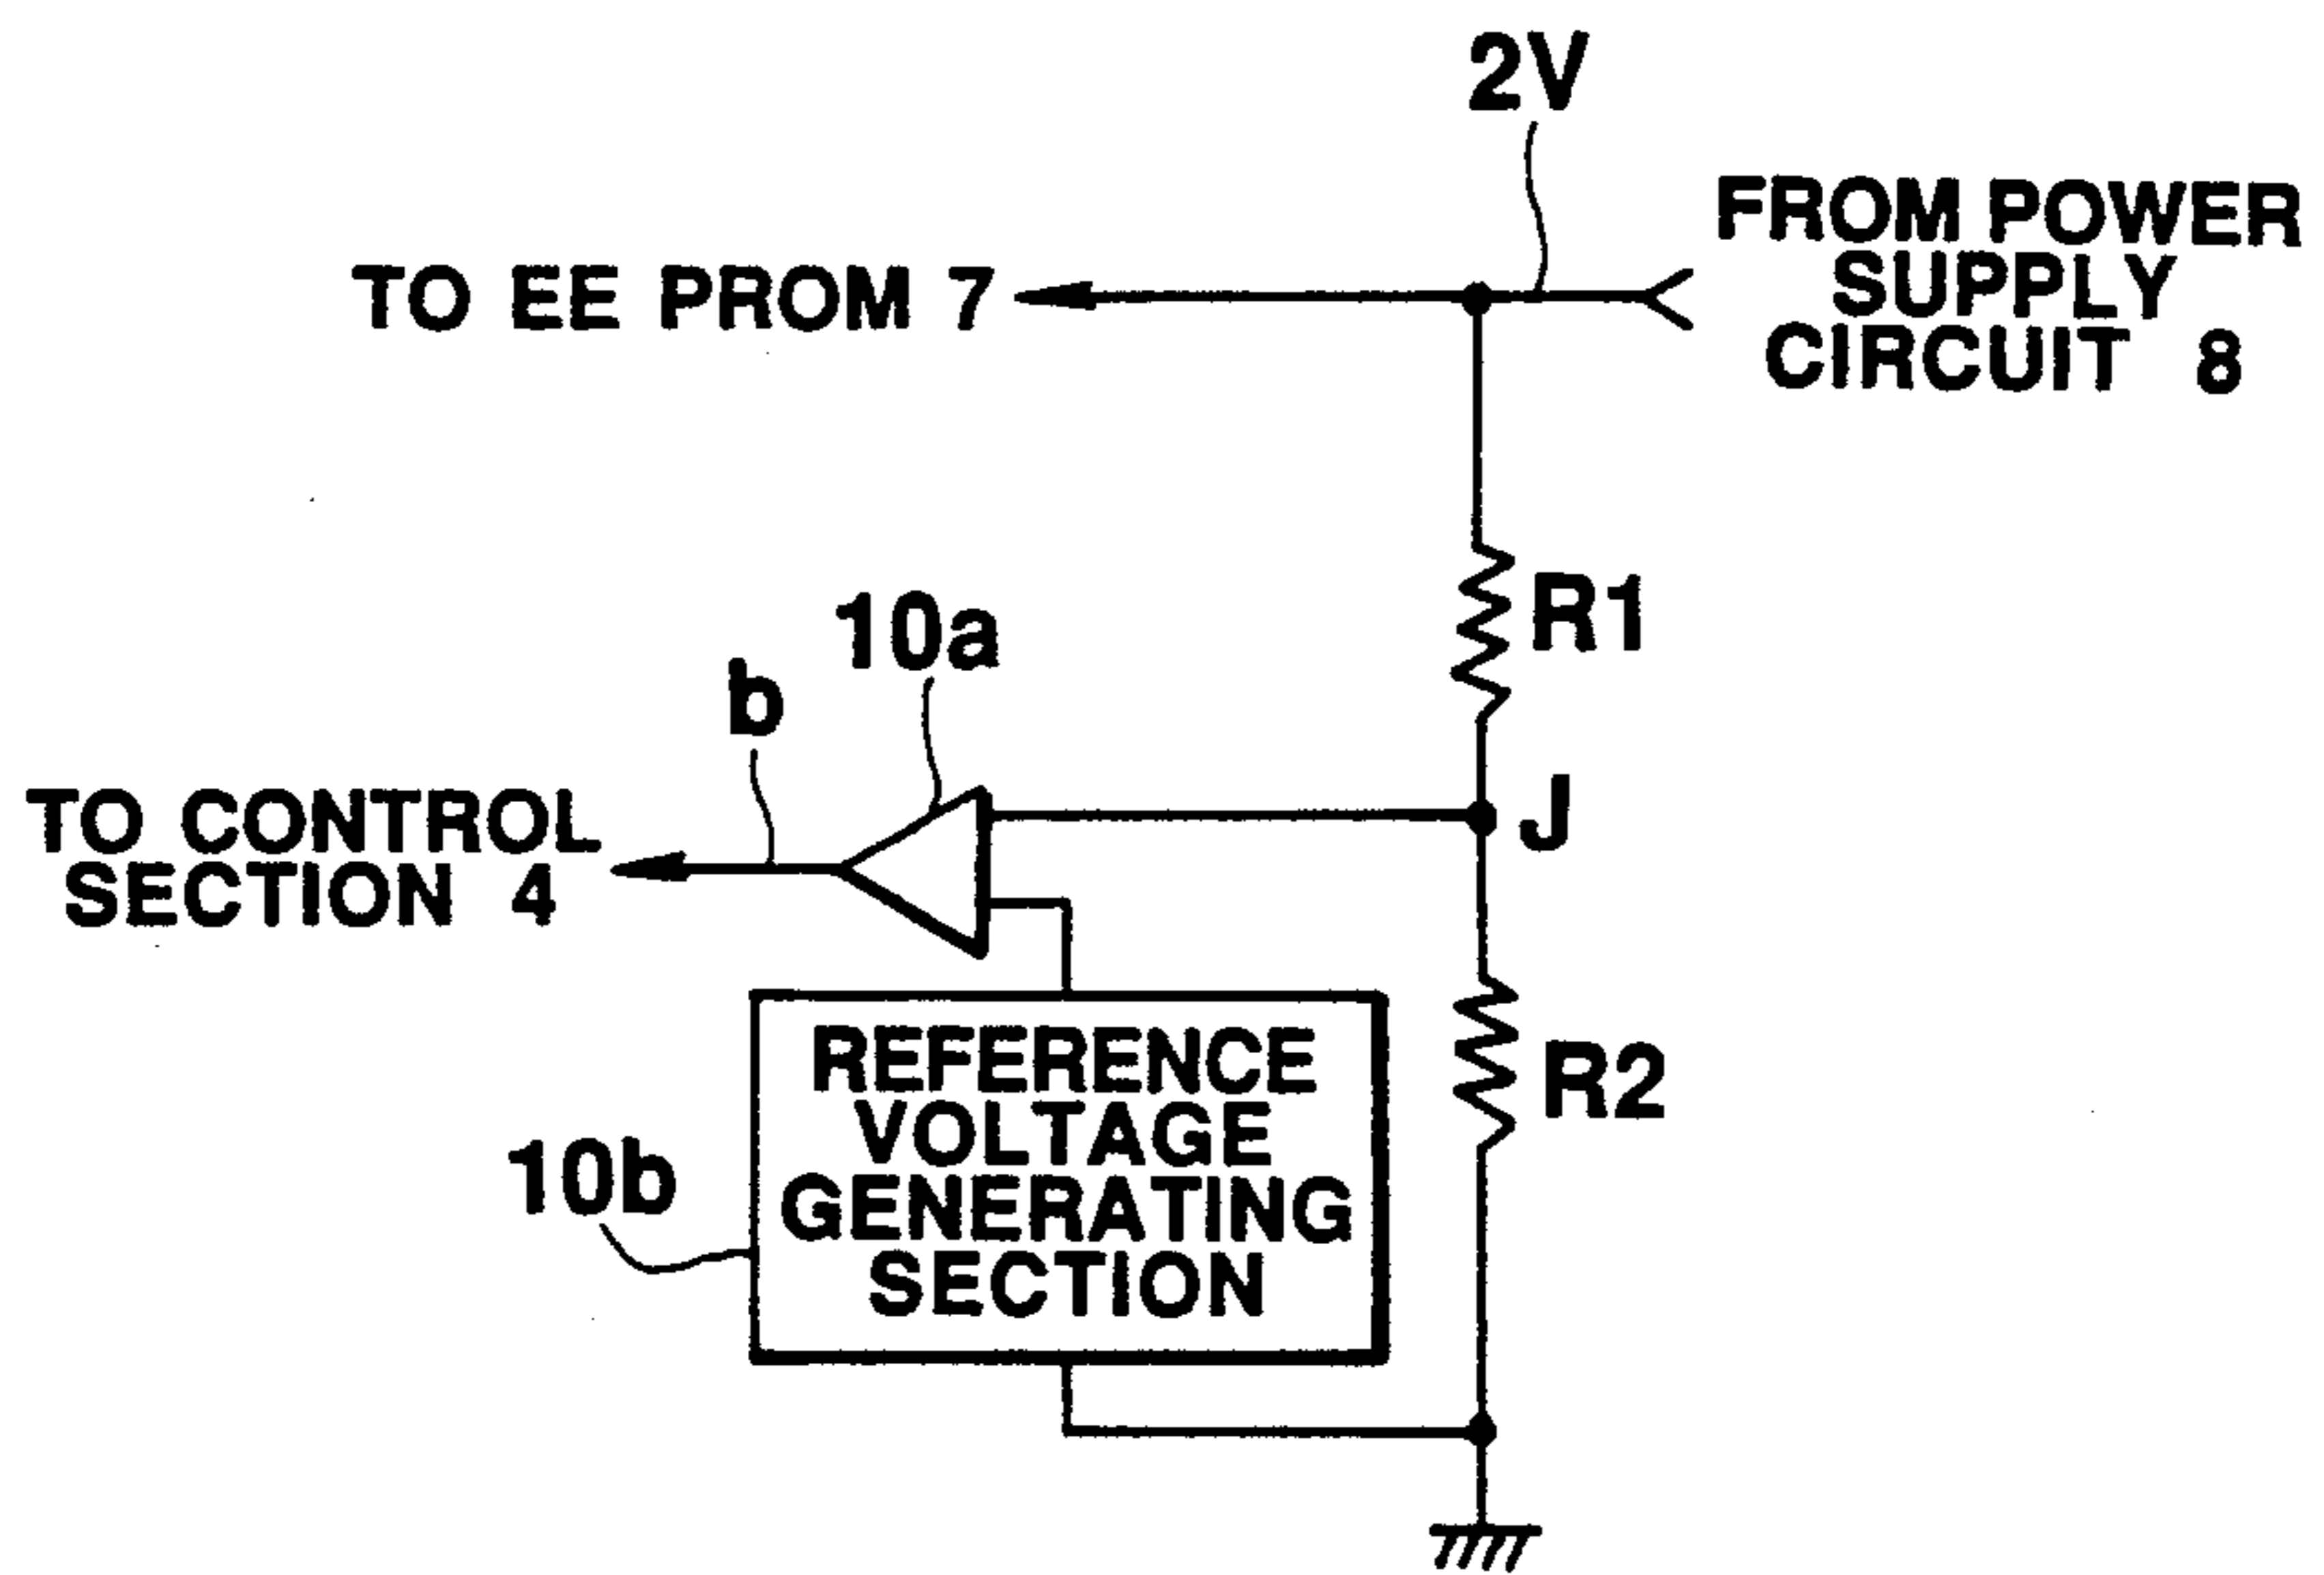 2V
FROM POWER
SUPPLY
CIRCUIT 8
TO EE PROM 7
R1
10a
b
J
TO CONTROL
SECTION 4
R2
REFERENCE
VOLTAGE
GENERATING
SECTION
10b